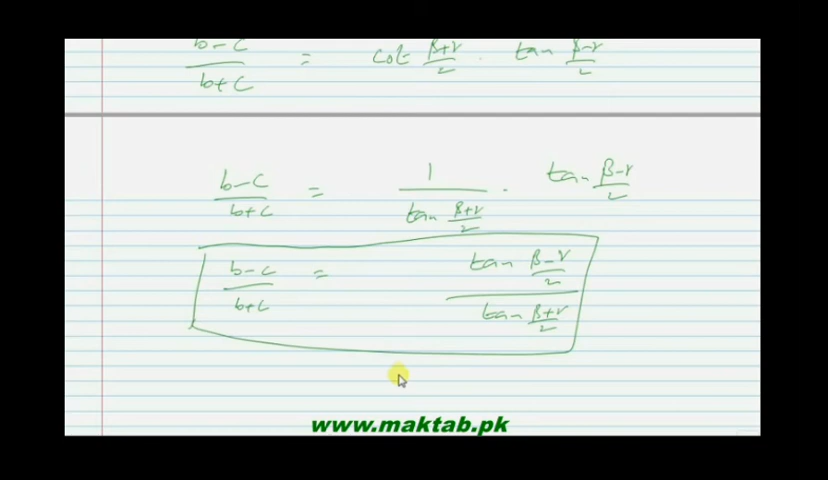 b-c/b+c = cot β+γ/2 · tan β-γ/2
b-c/b+c = 1/tan β+γ/2 · tan β-γ/2
b-c/b+c = tan β-γ/2 / tan β+γ/2
www.maktab.pk